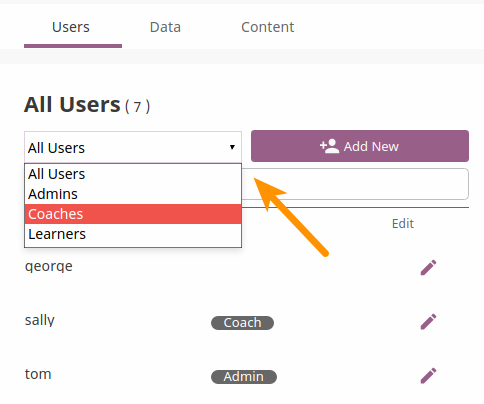 Users Data Content
All Users ( 7 )
All Users Add New
All Users
Admins
Coaches
Learners
Edit
george
sally Coach
tom Admin